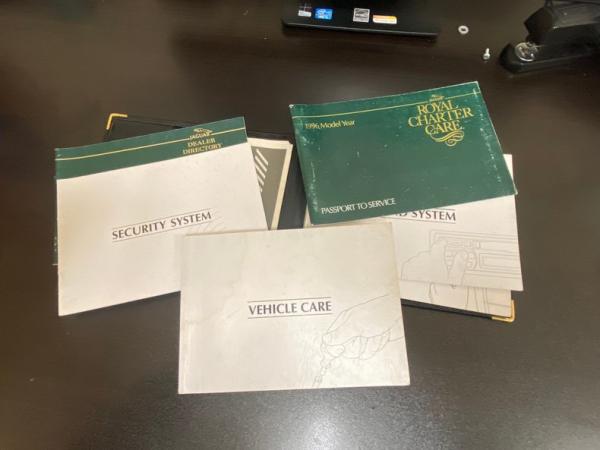 JAGUAR
DEALER
DIRECTORY
SECURITY SYSTEM
1996 Model Year
ROYAL
CHARTER
CARE
PASSPORT TO SERVICE
SYSTEM
VEHICLE CARE